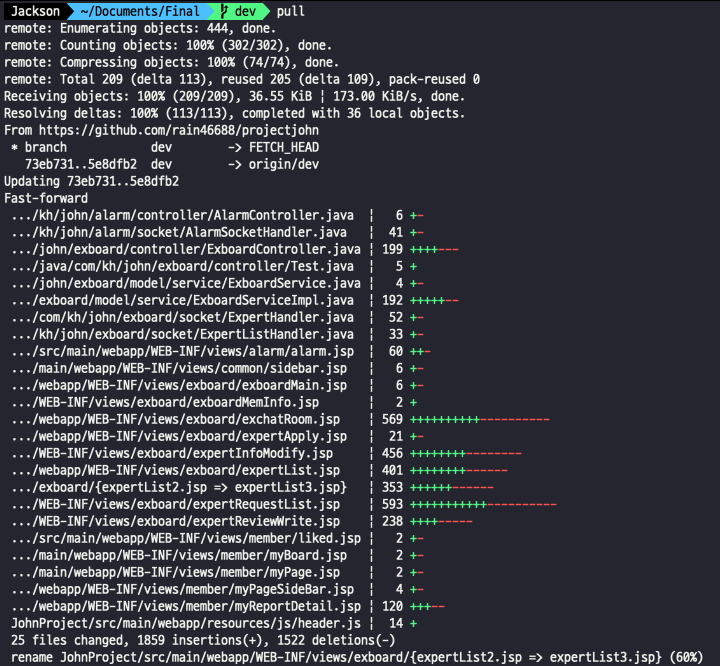 Jackson ~/Documents/Final dev pull
remote: Enumerating objects: 444, done.
remote: Counting objects: 100% (302/302), done.
remote: Compressing objects: 100% (74/74), done.
remote: Total 209 (delta 113), reused 205 (delta 109), pack-reused 0
Receiving objects: 100% (209/209), 36.55 KiB | 173.00 KiB/s, done.
Resolving deltas: 100% (113/113), completed with 36 local objects.
From https://github.com/rain46688/projectjohn
 * branch            dev        -> FETCH_HEAD
   73eb731..5e8dfb2  dev        -> origin/dev
Updating 73eb731..5e8dfb2
Fast-forward
 .../kh/john/alarm/controller/AlarmController.java  |   6 +-
 .../kh/john/alarm/socket/AlarmSocketHandler.java   |  41 +-
 .../john/exboard/controller/ExboardController.java | 199 ++++---
 .../java/com/kh/john/exboard/controller/Test.java  |   5 +
 .../john/exboard/model/service/ExboardService.java |   4 +-
 .../exboard/model/service/ExboardServiceImpl.java  | 192 +++++--
 .../com/kh/john/exboard/socket/ExpertHandler.java  |  52 +-
 .../kh/john/exboard/socket/ExpertListHandler.java  |  33 +-
 .../src/main/webapp/WEB-INF/views/alarm/alarm.jsp  |  60 ++-
 .../main/webapp/WEB-INF/views/common/sidebar.jsp   |   6 +-
 .../webapp/WEB-INF/views/exboard/exboardMain.jsp   |   6 +-
 .../WEB-INF/views/exboard/exboardMemInfo.jsp       |   2 +
 .../webapp/WEB-INF/views/exboard/exchatRoom.jsp    | 569 ++++++++++----------
 .../webapp/WEB-INF/views/exboard/expertApply.jsp   |  21 +-
 .../WEB-INF/views/exboard/expertInfoModify.jsp     | 456 ++++++++--------
 .../webapp/WEB-INF/views/exboard/expertList.jsp    | 401 ++++++++------
 .../exboard/{expertList2.jsp => expertList3.jsp}   | 353 ++++++------
 .../WEB-INF/views/exboard/expertRequestList.jsp    | 593 +++++++++++----------
 .../WEB-INF/views/exboard/expertReviewWrite.jsp    | 238 ++++-----
 .../src/main/webapp/WEB-INF/views/member/liked.jsp |   2 +-
 .../main/webapp/WEB-INF/views/member/myBoard.jsp   |   2 +-
 .../main/webapp/WEB-INF/views/member/myPage.jsp    |   2 +-
 .../webapp/WEB-INF/views/member/myPageSideBar.jsp  |   4 +-
 .../webapp/WEB-INF/views/member/myReportDetail.jsp | 120 +++--
 JohnProject/src/main/webapp/resources/js/header.js |  14 +
 25 files changed, 1859 insertions(+), 1522 deletions(-)
 rename JohnProject/src/main/webapp/WEB-INF/views/exboard/{expertList2.jsp => expertList3.jsp} (60%)